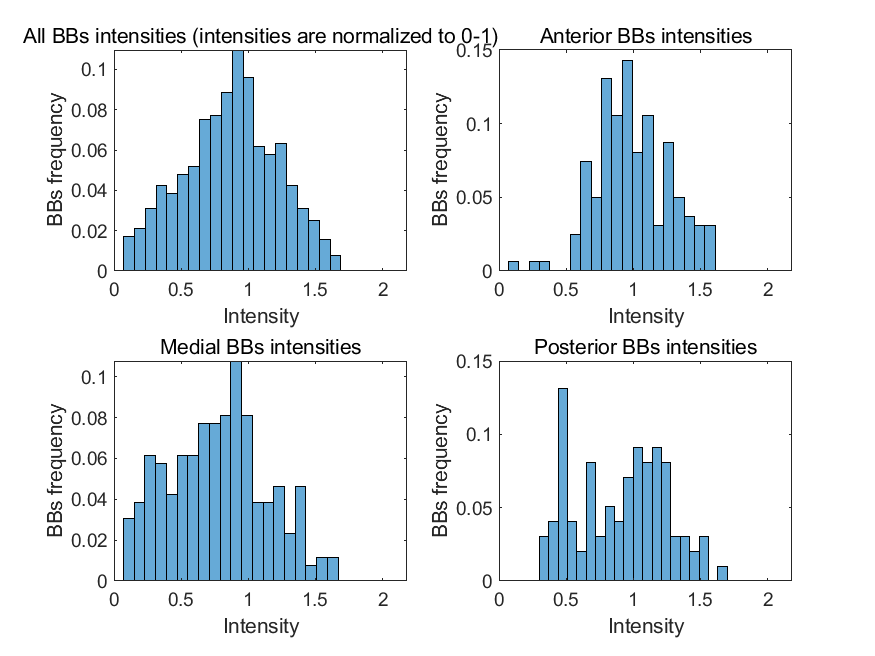 All BBs intensities (intensities are normalized to 0-1)
BBs frequency
0.1
0.08
0.06
0.04
0.02
0
0 0.5 1 1.5 2
Intensity
Anterior BBs intensities
BBs frequency
0.15
0.1
0.05
0
0 0.5 1 1.5 2
Intensity
Medial BBs intensities
BBs frequency
0.1
0.08
0.06
0.04
0.02
0
0 0.5 1 1.5 2
Intensity
Posterior BBs intensities
BBs frequency
0.15
0.1
0.05
0
0 0.5 1 1.5 2
Intensity